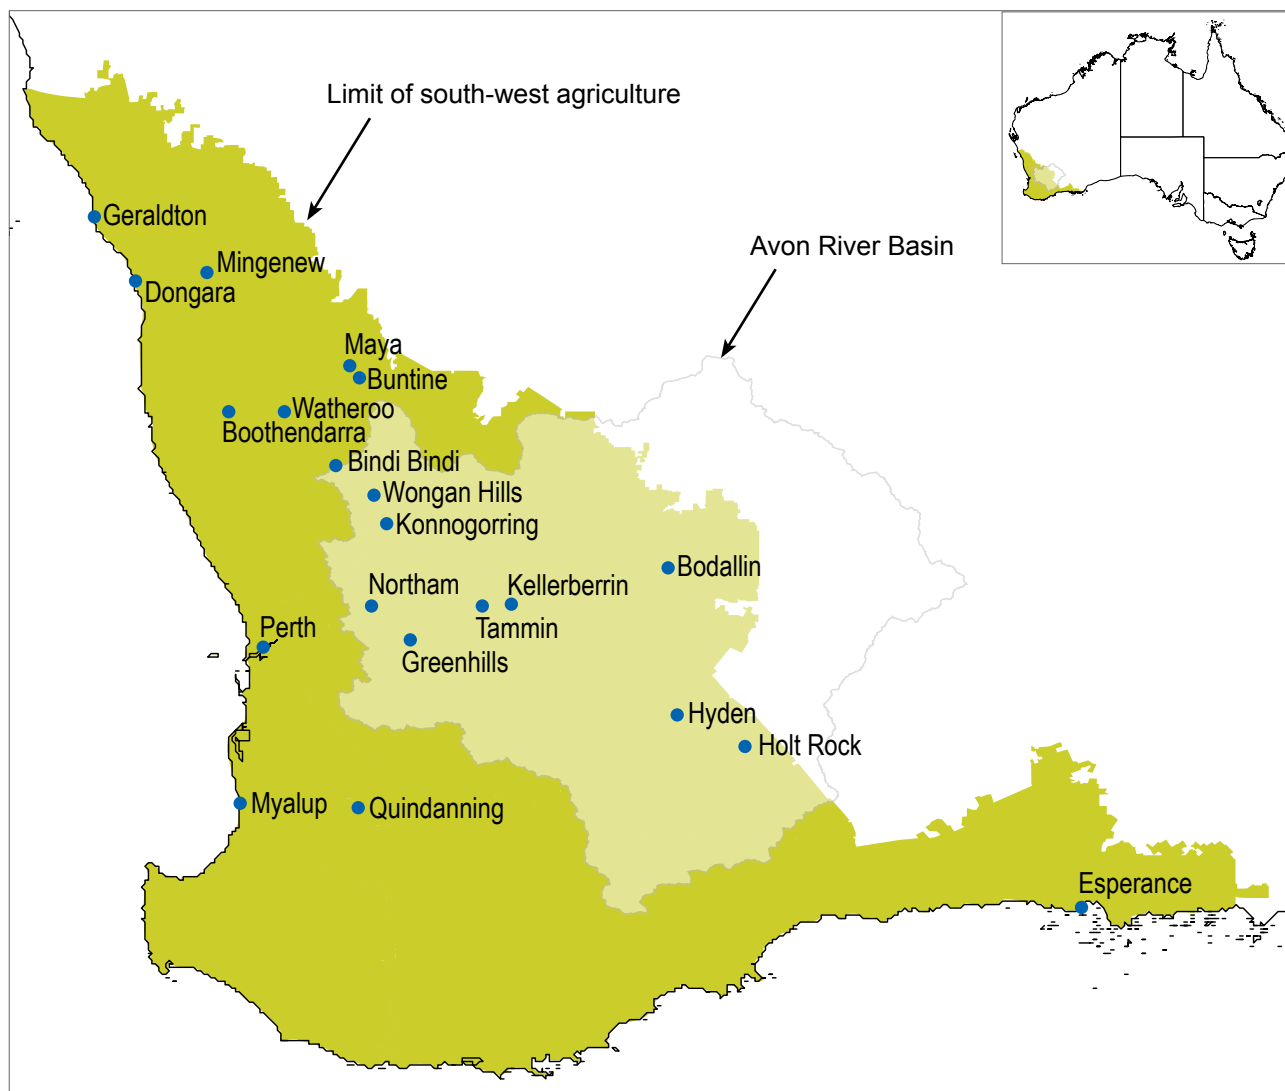 Limit of south-west agriculture
Geraldton
Avon River Basin
Mingenew
Dongara
Maya
Buntine
Watheroo
Boothendarra
Bindi Bindi
Wongan Hills
Konnogorring
Bodallin
Northam
Kellerberrin
Tammin
Perth
Greenhills
Hyden
Holt Rock
Myalup
Quindanning
Esperance